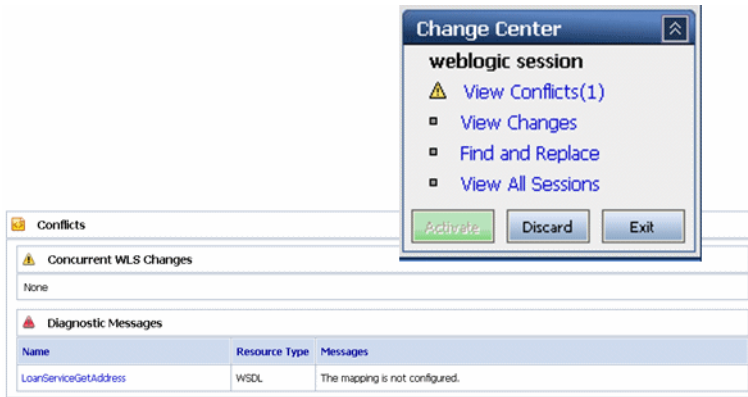 Change Center
weblogic session
View Conflicts(1)
View Changes
Find and Replace
View All Sessions
Activate Discard Exit
Conflicts
Concurrent WLS Changes
None
Diagnostic Messages
Name Resource Type Messages
LoanServiceGetAddress WSDL The mapping is not configured.